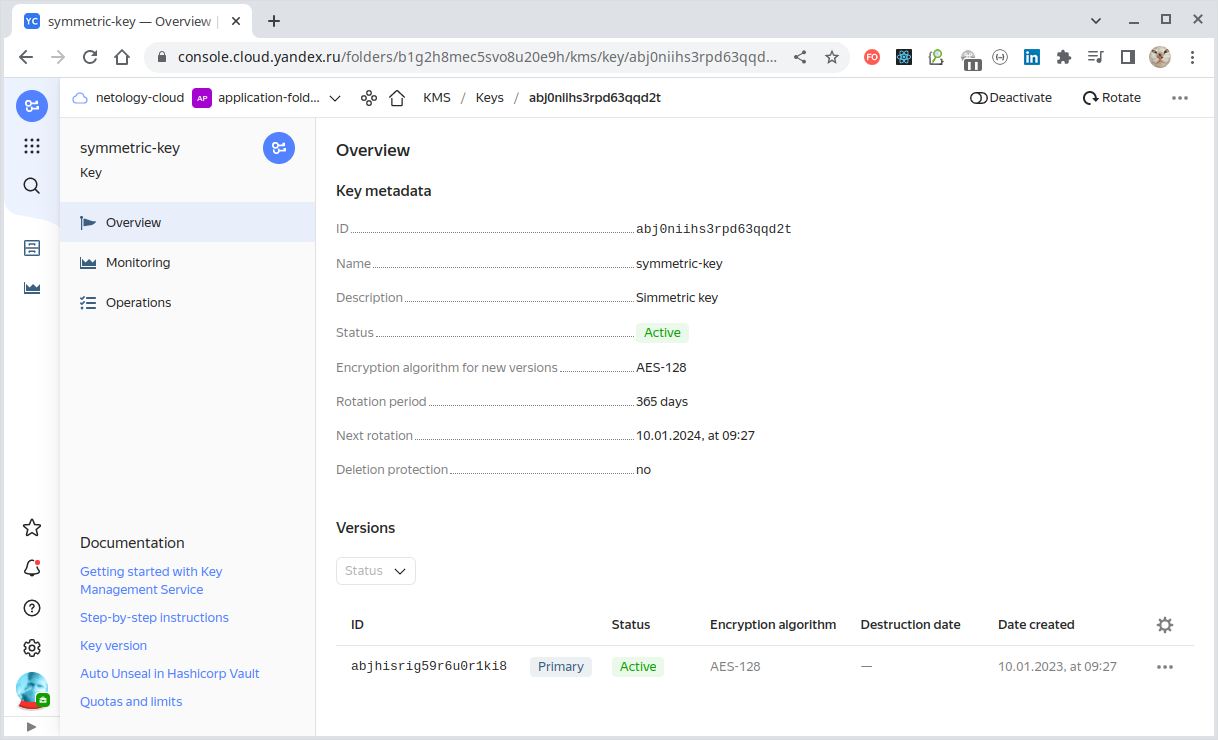 YC symmetric-key — Overview
console.cloud.yandex.ru/folders/b1g2h8mec5svo8u20e9h/kms/key/abj0niihs3rpd63qqd...
FO
netology-cloud AP application-fold... KMS / Keys / abj0niihs3rpd63qqd2t Deactivate Rotate
symmetric-key
Key
Overview
Monitoring
Operations
Documentation
Getting started with Key
Management Service
Step-by-step instructions
Key version
Auto Unseal in Hashicorp Vault
Quotas and limits
Overview
Key metadata
ID abj0niihs3rpd63qqd2t
Name symmetric-key
Description Simmetric key
Status Active
Encryption algorithm for new versions AES-128
Rotation period 365 days
Next rotation 10.01.2024, at 09:27
Deletion protection no
Versions
Status
ID Status Encryption algorithm Destruction date Date created
abjhisrig59r6u0r1ki8 Primary Active AES-128 — 10.01.2023, at 09:27